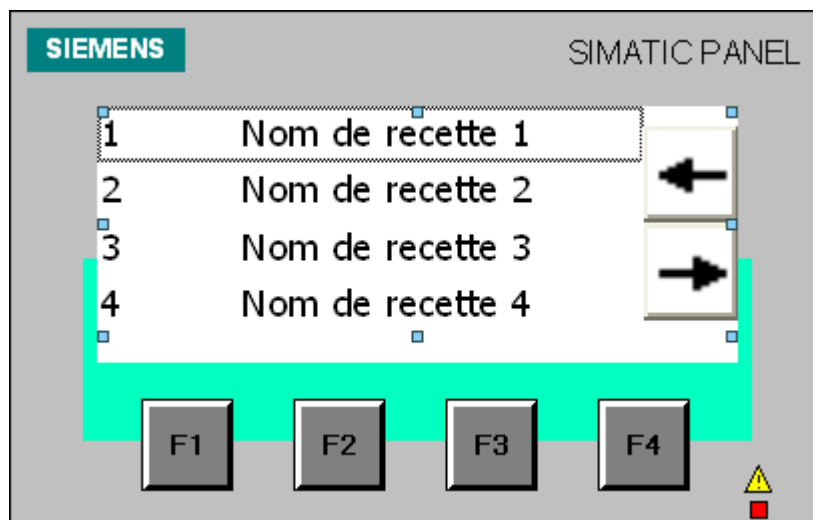 SIEMENS
SIMATIC PANEL
1 Nom de recette 1
2 Nom de recette 2
3 Nom de recette 3
4 Nom de recette 4
F1 F2 F3 F4